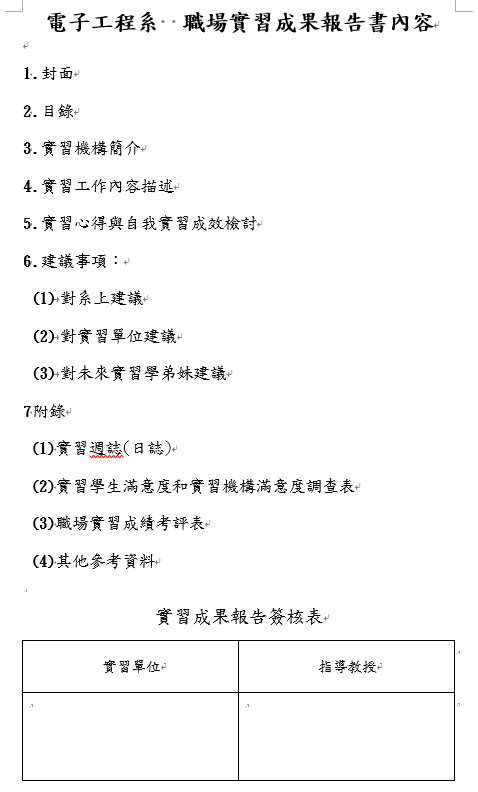 電子工程系  職場實習成果報告書內容
1.封面
2.目錄
3.實習機構簡介
4.實習工作內容描述
5.實習心得與自我實習成效檢討
6.建議事項：
(1)對系上建議
(2)對實習單位建議
(3)對未來實習學弟妹建議
7附錄
(1)實習週誌(日誌)
(2)實習學生滿意度和實習機構滿意度調查表
(3)職場實習成績考評表
(4)其他參考資料
實習成果報告簽核表
實習單位 指導教授